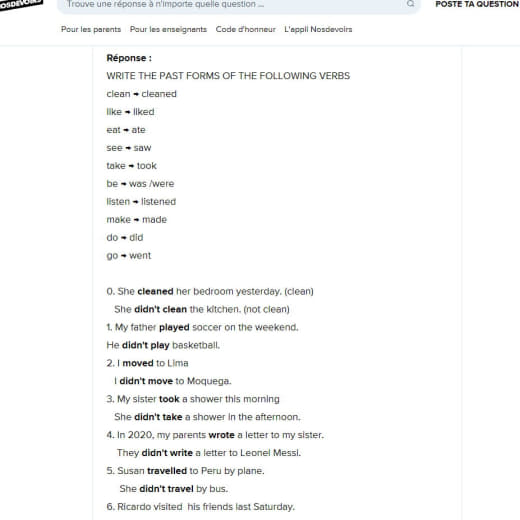 NOSDEVOIRS
Trouve une réponse à n'importe quelle question ...
POSTE TA QUESTION
Pour les parents Pour les enseignants Code d'honneur L'appli Nosdevoirs
Réponse :
WRITE THE PAST FORMS OF THE FOLLOWING VERBS
clean → cleaned
like → liked
eat → ate
see → saw
take → took
be → was /were
listen → listened
make → made
do → did
go → went
0. She cleaned her bedroom yesterday. (clean)
She didn't clean the kitchen. (not clean)
1. My father played soccer on the weekend.
He didn't play basketball.
2. I moved to Lima
I didn't move to Moquega.
3. My sister took a shower this morning
She didn't take a shower in the afternoon.
4. In 2020, my parents wrote a letter to my sister.
They didn't write a letter to Leonel Messi.
5. Susan travelled to Peru by plane.
She didn't travel by bus.
6. Ricardo visited his friends last Saturday.